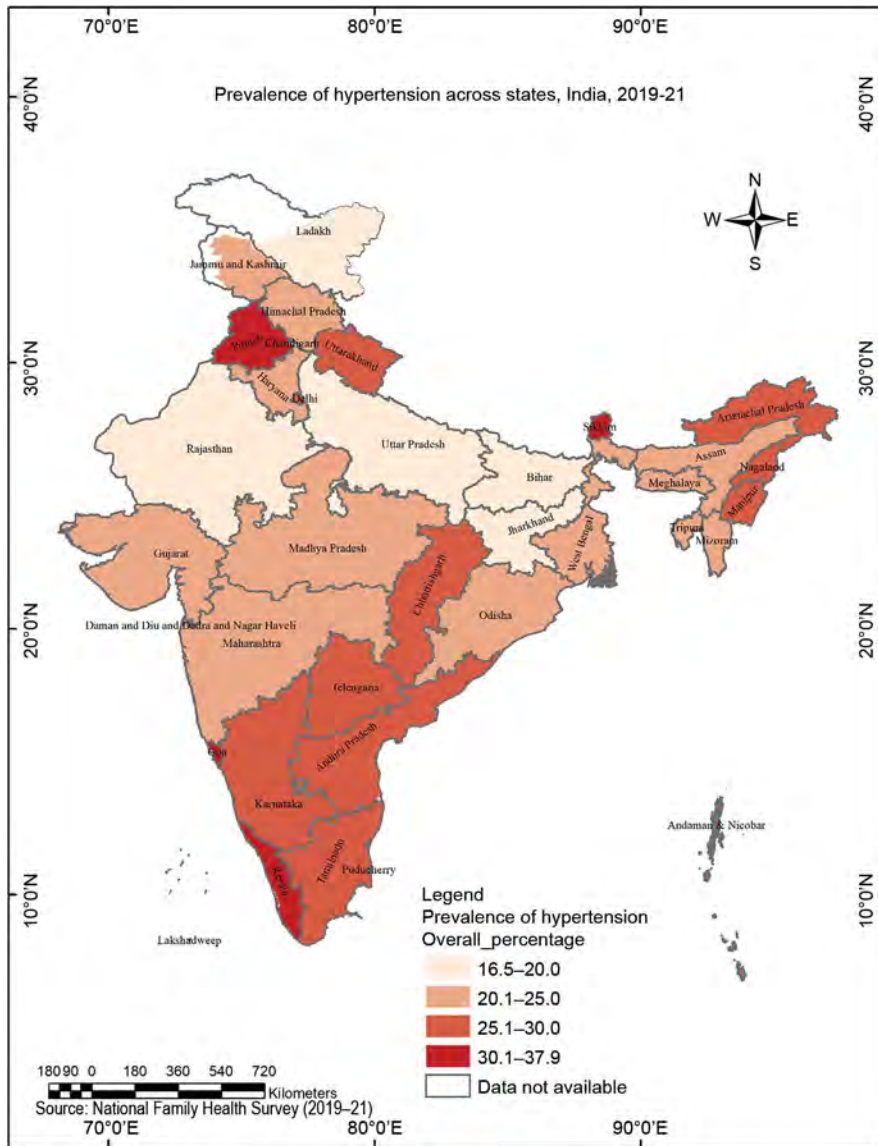 70°0'E 80°0'E 90°0'E
40°0'N 40°0'N
Prevalence of hypertension across states, India, 2019-21
N
W E
S
Ladakh
Jammu and Kashmir
Himachal Pradesh
Punjab Chandigarh
Uttarakhand
30°0'N 30°0'N
Haryana
Delhi
Rajasthan
Uttar Pradesh
Sikkim
Arunachal Pradesh
Assam
Nagaland
Bihar
Meghalaya
Manipur
Jharkhand
Tripura
Mizoram
West Bengal
Gujarat
Madhya Pradesh
Chhattishgarh
Odisha
Daman and Diu and Dadra and Nagar Haveli
20°0'N 20°0'N
Maharashtra
Telengana
Goa
Andhra Pradesh
Karnataka
Andaman & Nicobar
Kerala
Puducherry
10°0'N 10°0'N
Lakshadweep
Legend
Prevalence of hypertension
Overall_percentage
16.5–20.0
20.1–25.0
25.1–30.0
30.1–37.9
Data not available
18090 0 180 360 540 720
Kilometers
Source: National Family Health Survey (2019–21)
70°0'E 80°0'E 90°0'E